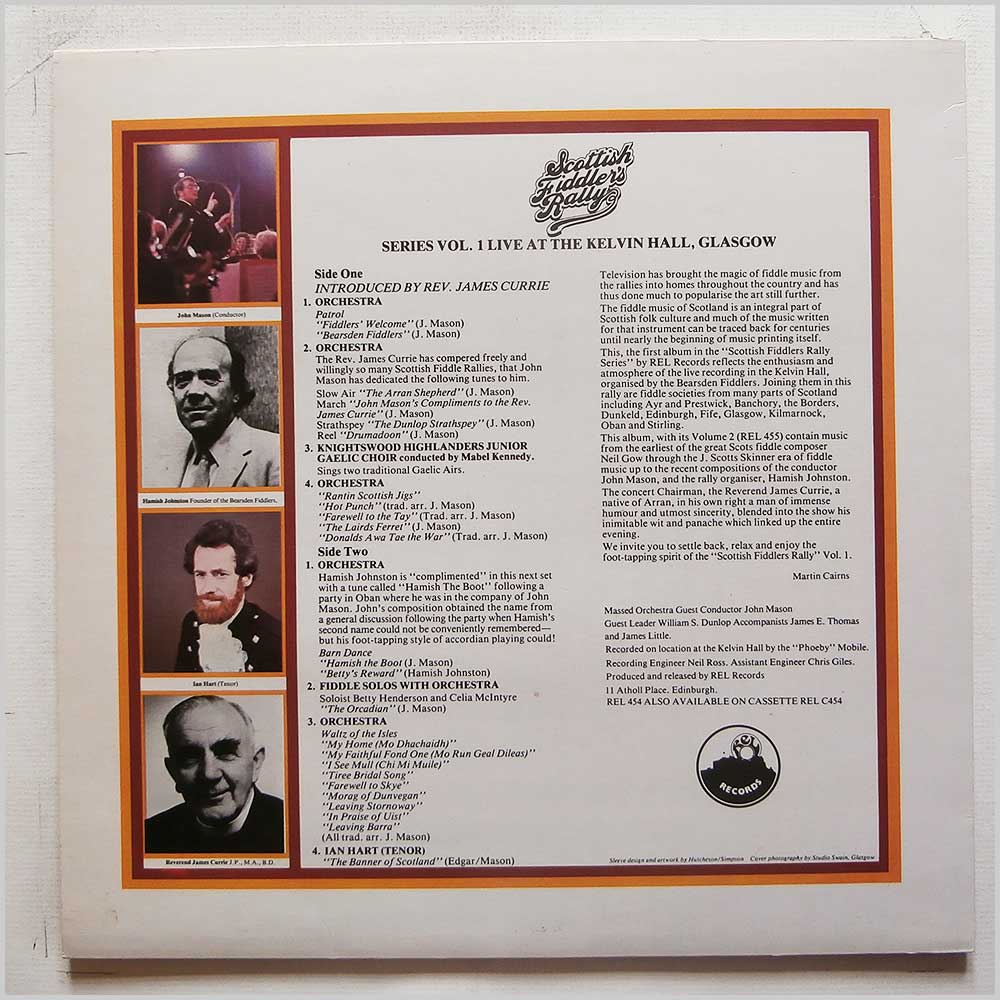 Scottish
Fiddler's
Rally
SERIES VOL. 1 LIVE AT THE KELVIN HALL, GLASGOW
John Mason (Conductor)
Hamish Johnston Founder of the Bearsden Fiddlers.
Ian Hart (Tenor)
Reverend James Currie J.P., M.A., B.D.
Side One
INTRODUCED BY REV. JAMES CURRIE
1. ORCHESTRA
Patrol
"Fiddlers' Welcome" (J. Mason)
"Bearsden Fiddlers" (J. Mason)
2. ORCHESTRA
The Rev. James Currie has compered freely and
willingly so many Scottish Fiddle Rallies, that John
Mason has dedicated the following tunes to him.
Slow Air "The Arran Shepherd" (J. Mason)
March "John Mason's Compliments to the Rev.
James Currie" (J. Mason)
Strathspey "The Dunlop Strathspey" (J. Mason)
Reel "Drumadoon" (J. Mason)
3. KNIGHTSWOOD HIGHLANDERS JUNIOR
GAELIC CHOIR conducted by Mabel Kennedy.
Sings two traditional Gaelic Airs.
4. ORCHESTRA
"Rantin Scottish Jigs"
"Hot Punch" (trad. arr. J. Mason)
"Farewell to the Tay" (Trad. arr. J. Mason)
"The Lairds Ferret" (J. Mason)
"Donalds Awa Tae the War" (Trad. arr. J. Mason)
Side Two
1. ORCHESTRA
Hamish Johnston is "complimented" in this next set
with a tune called "Hamish The Boot" following a
party in Oban where he was in the company of John
Mason. John's composition obtained the name from
a general discussion following the party when Hamish's
second name could not be conveniently remembered—
but his foot-tapping style of accordian playing could!
Barn Dance
"Hamish the Boot (J. Mason)
"Betty's Reward" (Hamish Johnston)
2. FIDDLE SOLOS WITH ORCHESTRA
Soloist Betty Henderson and Celia McIntyre
"The Orcadian" (J. Mason)
3. ORCHESTRA
Waltz of the Isles
"My Home (Mo Dhachaidh)"
"My Faithful Fond One (Mo Run Geal Dileas)"
"I See Mull (Chi Mi Muile)"
"Tiree Bridal Song"
"Farewell to Skye"
"Morag of Dunvegan"
"Leaving Stornoway"
"In Praise of Uist"
"Leaving Barra"
(All trad. arr. J. Mason)
4. IAN HART (TENOR)
"The Banner of Scotland" (Edgar/Mason)
Television has brought the magic of fiddle music from
the rallies into homes throughout the country and has
thus done much to popularise the art still further.
The fiddle music of Scotland is an integral part of
Scottish folk culture and much of the music written
for that instrument can be traced back for centuries
until nearly the beginning of music printing itself.
This, the first album in the "Scottish Fiddlers Rally
Series" by REL Records reflects the enthusiasm and
atmosphere of the live recording in the Kelvin Hall,
organised by the Bearsden Fiddlers. Joining them in this
rally are fiddle societies from many parts of Scotland
including Ayr and Prestwick, Banchory, the Borders,
Dunkeld, Edinburgh, Fife, Glasgow, Kilmarnock,
Oban and Stirling.
This album, with its Volume 2 (REL 455) contain music
from the earliest of the great Scots fiddle composer
Neil Gow through the J. Scotts Skinner era of fiddle
music up to the recent compositions of the conductor
John Mason, and the rally organiser, Hamish Johnston.
The concert Chairman, the Reverend James Currie, a
native of Arran, in his own right a man of immense
humour and utmost sincerity, blended into the show his
inimitable wit and panache which linked up the entire
evening.
We invite you to settle back, relax and enjoy the
foot-tapping spirit of the "Scottish Fiddlers Rally" Vol. 1.
Martin Cairns
Massed Orchestra Guest Conductor John Mason
Guest Leader William S. Dunlop Accompanists James E. Thomas
and James Little.
Recorded on location at the Kelvin Hall by the "Phoeby" Mobile.
Recording Engineer Neil Ross. Assistant Engineer Chris Giles.
Produced and released by REL Records
11 Atholl Place. Edinburgh.
REL 454 ALSO AVAILABLE ON CASSETTE REL C454
rel
RECORDS
Sleeve design and artwork by Hutcheson/Simpson Cover photography by Studio Swain, Glasgow